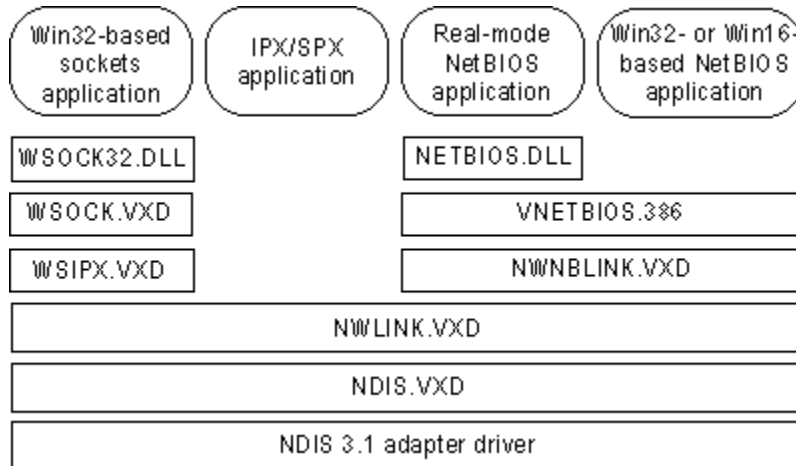 Win32-based
sockets
application
IPX/SPX
application
Real-mode
NetBIOS
application
Win32- or Win16-
based NetBIOS
application
WSOCK32.DLL
NETBIOS.DLL
WSOCK.VXD
VNETBIOS.386
WSIPX.VXD
NWNBLINK.VXD
NWLINK.VXD
NDIS.VXD
NDIS 3.1 adapter driver